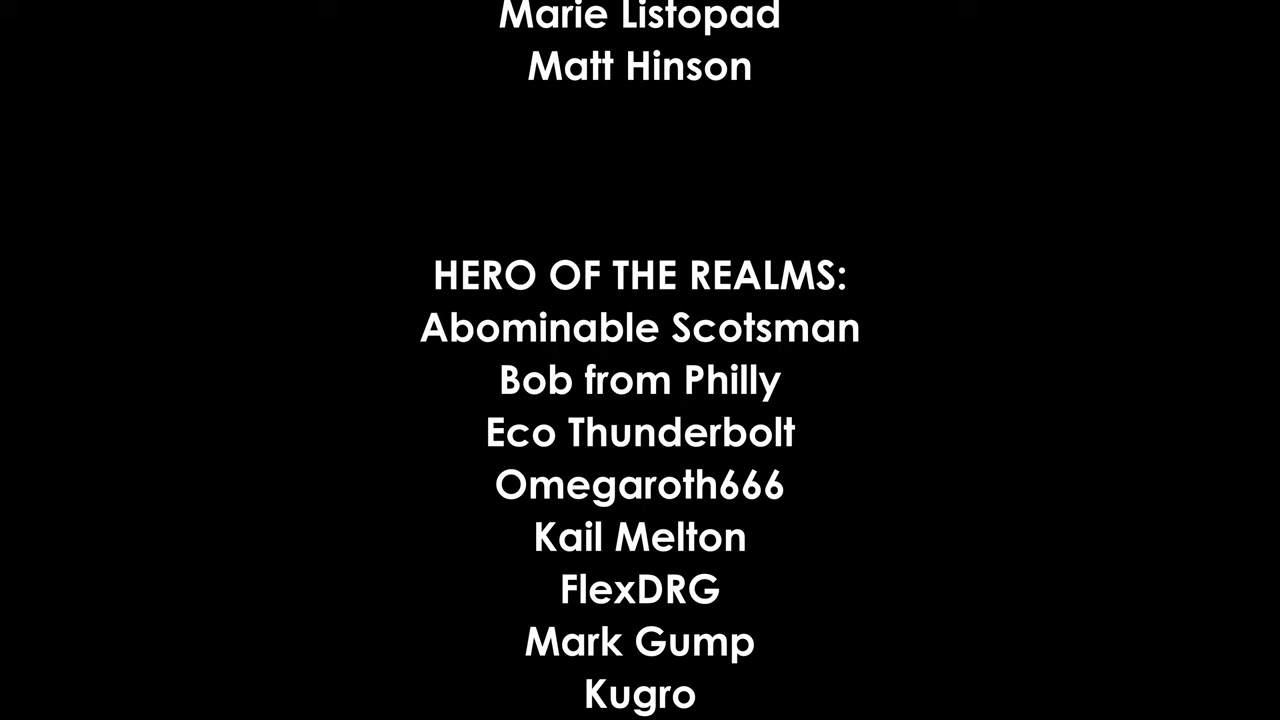 Marie Listopad
Matt Hinson
HERO OF THE REALMS:
Abominable Scotsman
Bob from Philly
Eco Thunderbolt
Omegaroth666
Kail Melton
FlexDRG
Mark Gump
Kugro